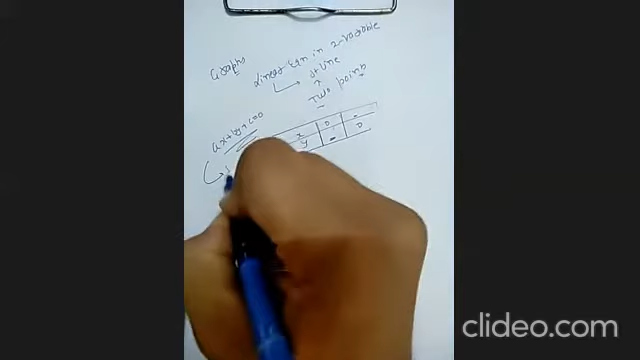 Graphs
Linear Eqn in 2-variable
st line
Two points
ax+by+c=0
x 0 -
y - 0
clideo.com